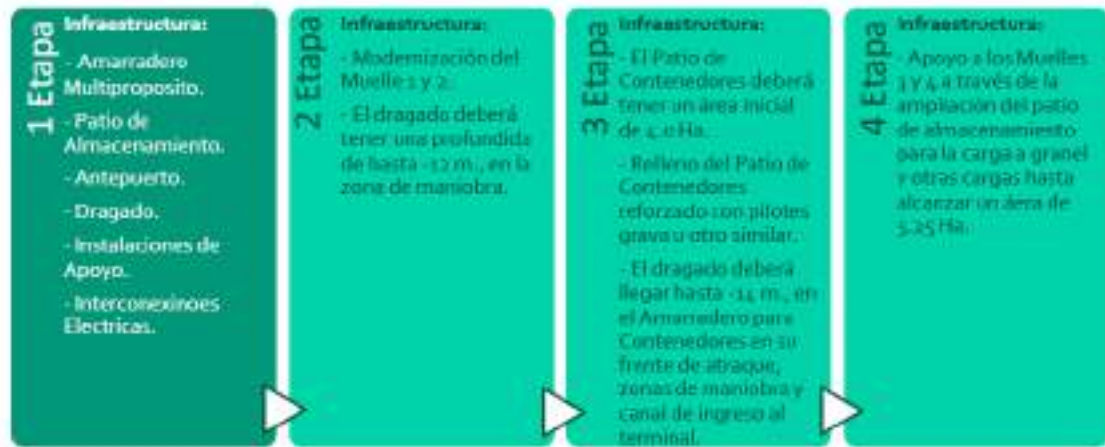 1 Etapa
Infraestructura:
- Amarradero
Multiproposito.
- Patio de
Almacenamiento.
- Antepuerto.
- Dragado.
- Instalaciones de
Apoyo.
- Interconexinoes
Electricas.
2 Etapa
Infraestructura:
- Modernización del
Muelle 1 y 2.
- El dragado deberá
tener una profundida
de hasta -12 m., en la
zona de maniobra.
3 Etapa
Infraestructura:
- El Patio de
Contenedores deberá
tener un área inicial
de 4.0 Ha.
- Relleno del Patio de
Contenedores
reforzado con pilotes
grava u otro similar.
- El dragado deberá
llegar hasta -14 m., en
el Amarradero para
Contenedores en su
frente de atraque,
zonas de maniobra y
canal de ingreso al
terminal.
4 Etapa
Infraestructura:
- Apoyo a los Muelles
3 y 4 a través de la
ampliación del patio
de almacenamiento
para la carga a granel
y otras cargas hasta
alcanzar un áera de
5.25 Ha.